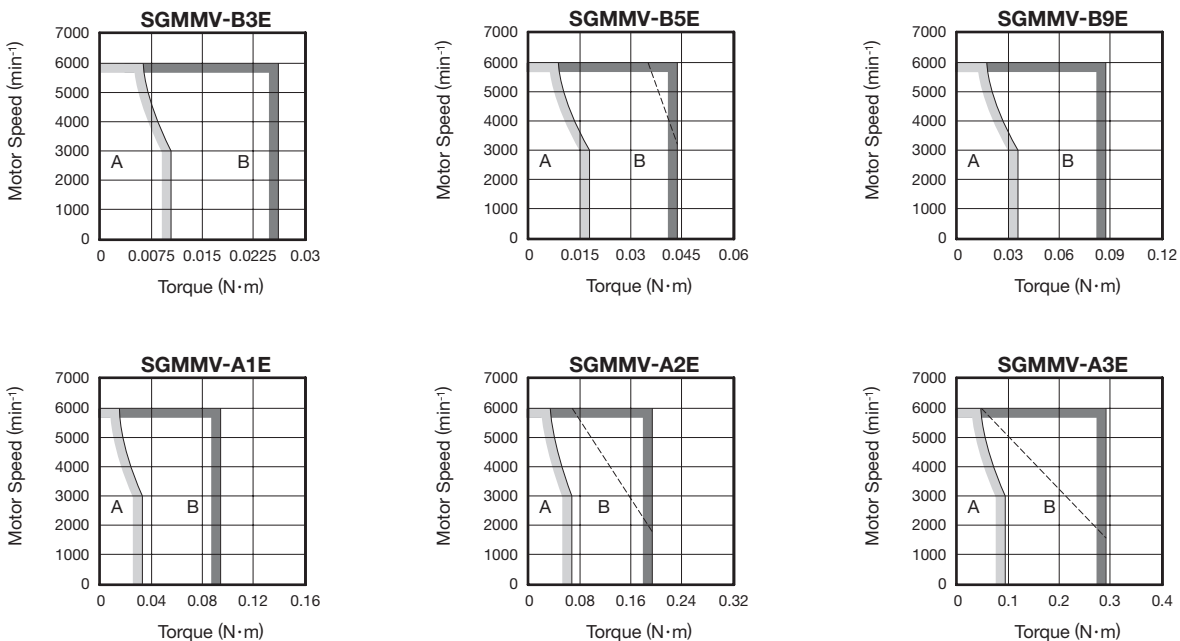 SGMMV-B3E
7000
6000
5000
4000
3000
2000
1000
0
Motor Speed (min-1)
A
B
0 0.0075 0.015 0.0225 0.03
Torque (N·m)
SGMMV-B5E
7000
6000
5000
4000
3000
2000
1000
0
Motor Speed (min-1)
A
B
0 0.015 0.03 0.045 0.06
Torque (N·m)
SGMMV-B9E
7000
6000
5000
4000
3000
2000
1000
0
Motor Speed (min-1)
A
B
0 0.03 0.06 0.09 0.12
Torque (N·m)
SGMMV-A1E
7000
6000
5000
4000
3000
2000
1000
0
Motor Speed (min-1)
A
B
0 0.04 0.08 0.12 0.16
Torque (N·m)
SGMMV-A2E
7000
6000
5000
4000
3000
2000
1000
0
Motor Speed (min-1)
A
B
0 0.08 0.16 0.24 0.32
Torque (N·m)
SGMMV-A3E
7000
6000
5000
4000
3000
2000
1000
0
Motor Speed (min-1)
A
B
0 0.1 0.2 0.3 0.4
Torque (N·m)